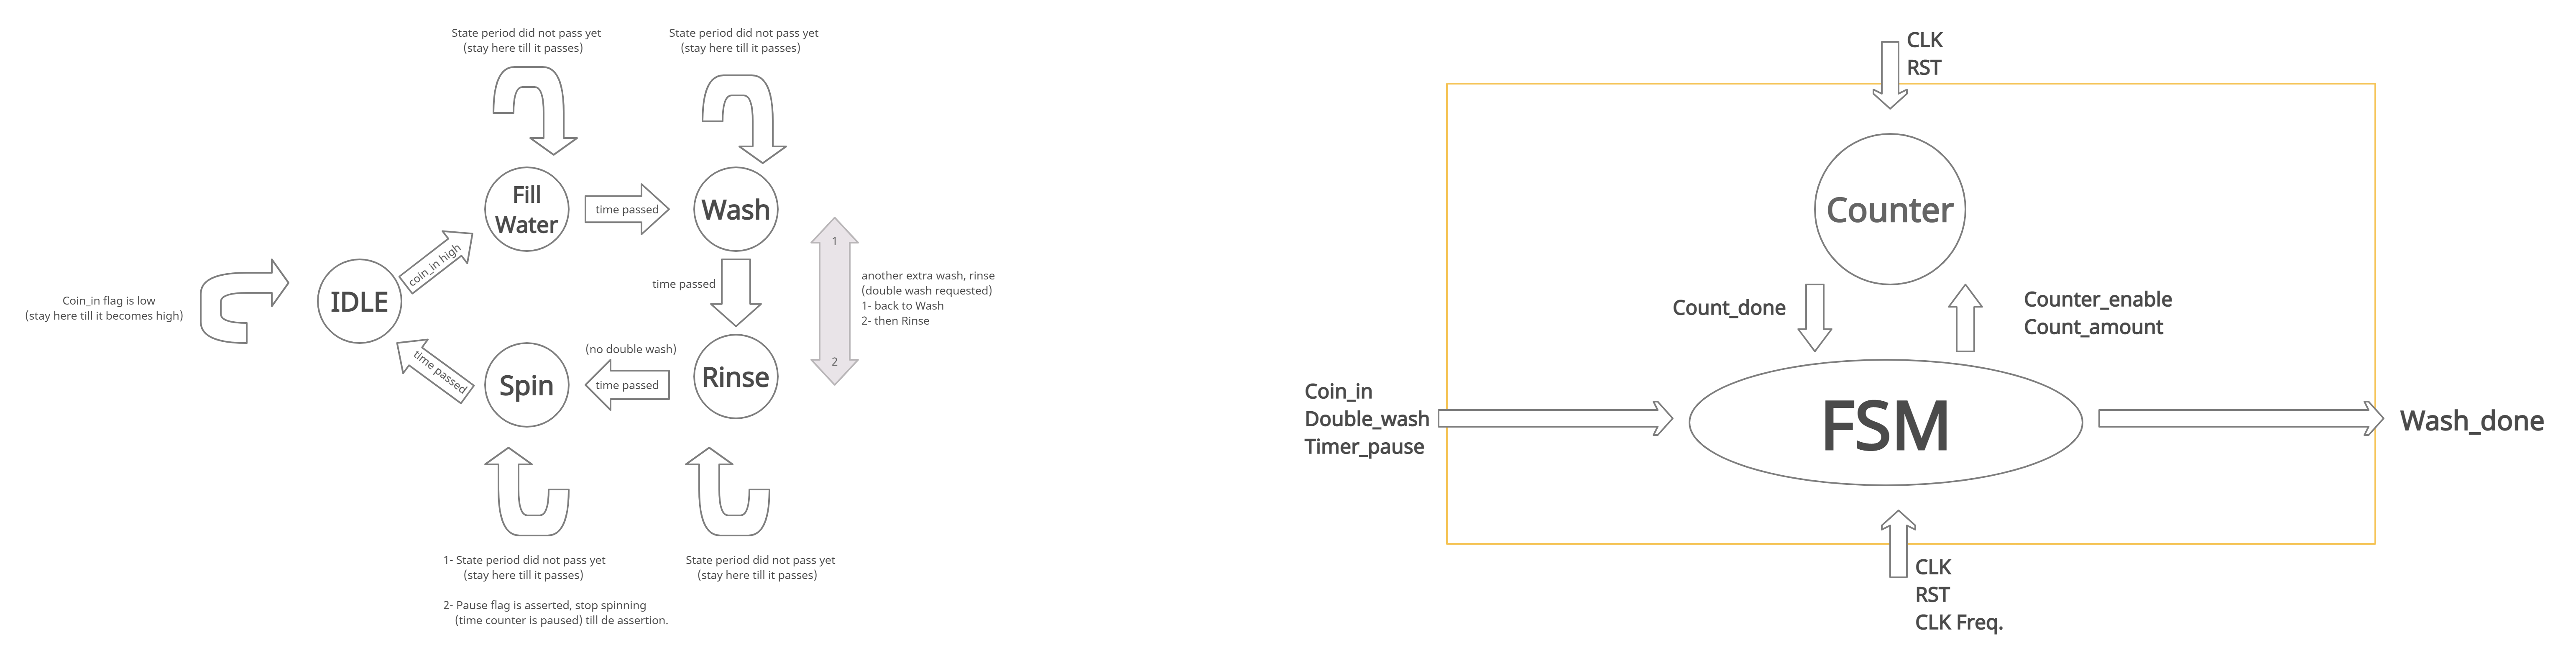 State period did not pass yet
(stay here till it passes)
State period did not pass yet
(stay here till it passes)
Fill
Water
time passed
Wash
coin_in high
Coin_in flag is low
(stay here till it becomes high)
IDLE
time passed
1
another extra wash, rinse
(double wash requested)
1- back to Wash
2- then Rinse
2
time passed
Spin
(no double wash)
time passed
Rinse
1- State period did not pass yet
(stay here till it passes)
2- Pause flag is asserted, stop spinning
(time counter is paused) till de assertion.
State period did not pass yet
(stay here till it passes)
CLK
RST
Counter
Count_done
Counter_enable
Count_amount
Coin_in
Double_wash
Timer_pause
FSM
Wash_done
CLK
RST
CLK Freq.